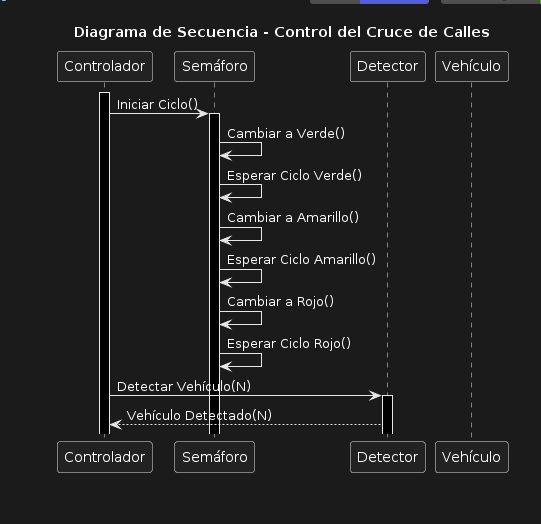 Diagrama de Secuencia - Control del Cruce de Calles
Controlador Semáforo Detector Vehículo
Iniciar Ciclo()
Cambiar a Verde()
Esperar Ciclo Verde()
Cambiar a Amarillo()
Esperar Ciclo Amarillo()
Cambiar a Rojo()
Esperar Ciclo Rojo()
Detectar Vehículo(N)
Vehículo Detectado(N)
Controlador Semáforo Detector Vehículo